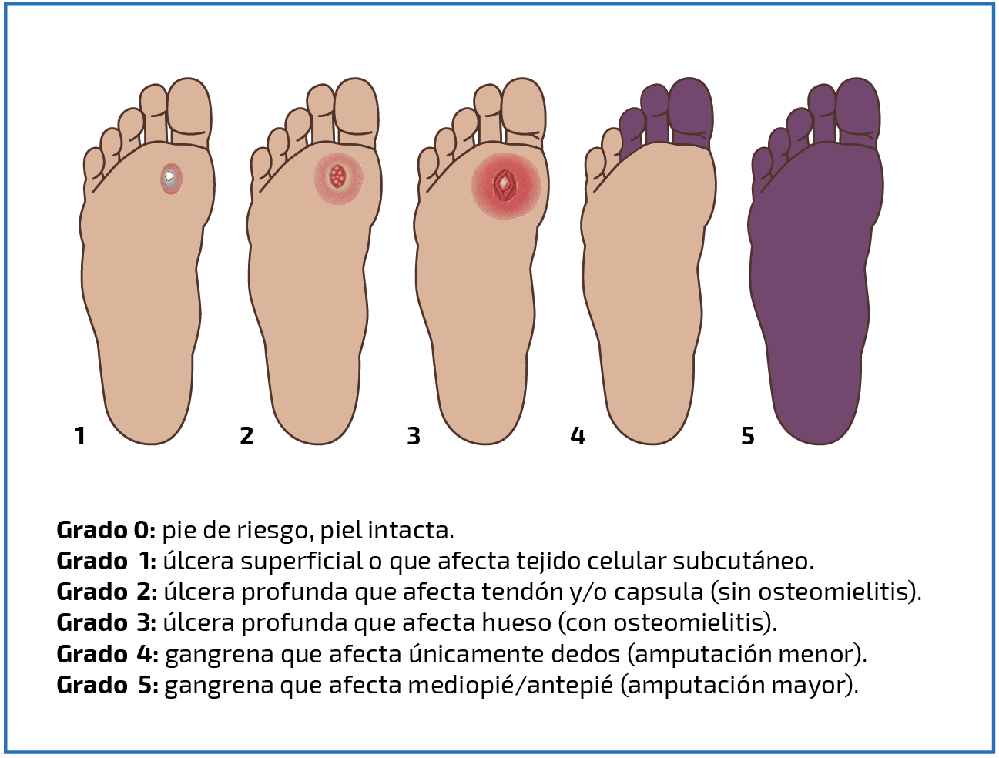 1 2 3 4 5
Grado 0: pie de riesgo, piel intacta.
Grado 1: úlcera superficial o que afecta tejido celular subcutáneo.
Grado 2: úlcera profunda que afecta tendón y/o capsula (sin osteomielitis).
Grado 3: úlcera profunda que afecta hueso (con osteomielitis).
Grado 4: gangrena que afecta únicamente dedos (amputación menor).
Grado 5: gangrena que afecta mediopié/antepié (amputación mayor).